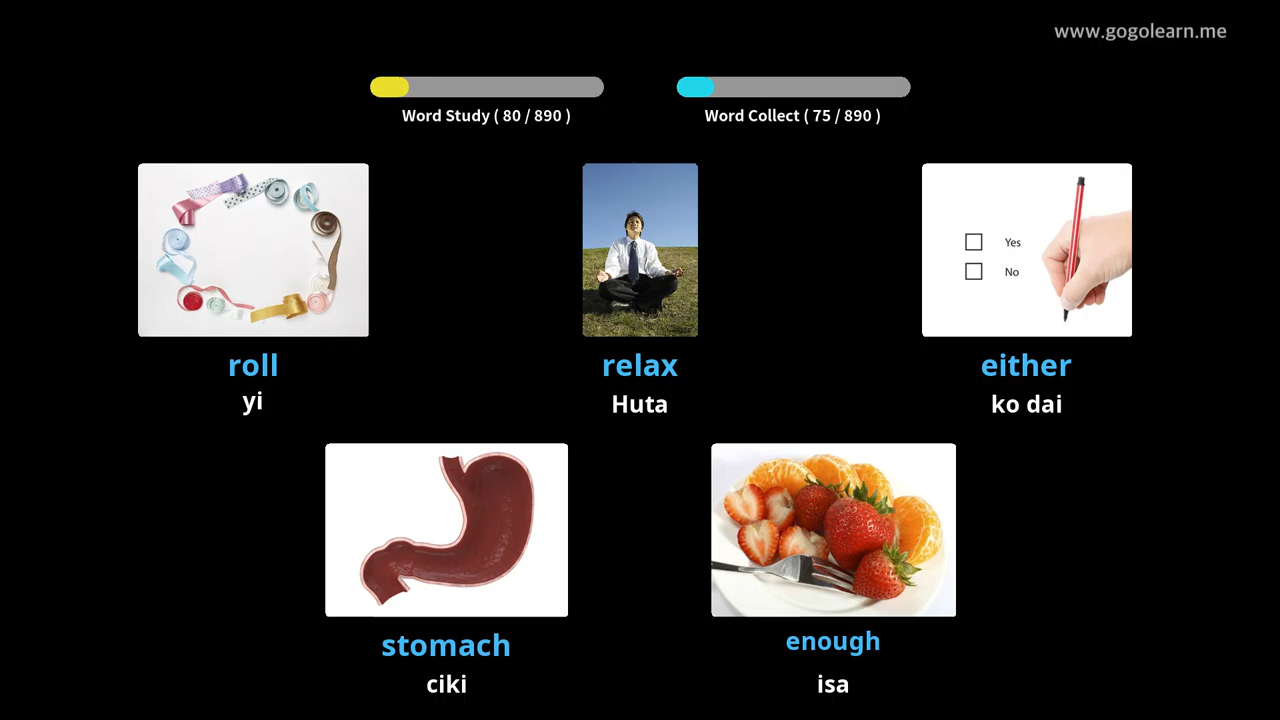 www.gogolearn.me
Word Study ( 80 / 890 )
Word Collect ( 75 / 890 )
Yes
No
roll
yi
relax
Huta
either
ko dai
stomach
ciki
enough
isa